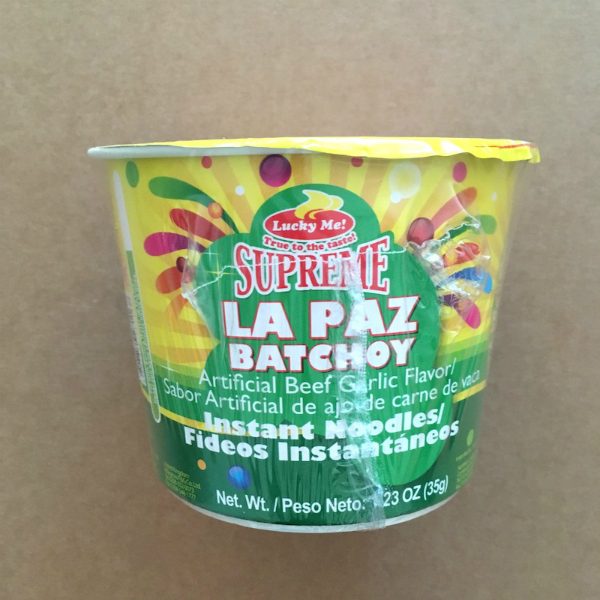 Lucky Me!
True to the taste!
SUPREME
LA PAZ
BATCHOY
Artificial Beef Garlic Flavor/
Sabor Artificial de ajo de carne de vaca
Instant Noodles/
Fideos Instantáneos
Net. Wt. / Peso Neto: 23 OZ (35g)